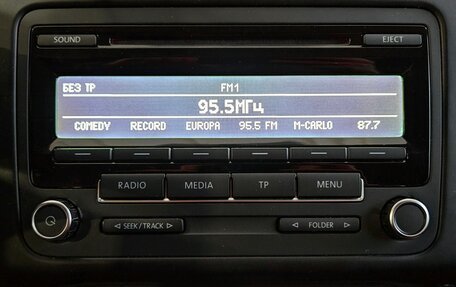 SOUND EJECT
БЕЗ TP FM1
95.5МГц
COMEDY RECORD EUROPA 95.5 FM M-CARLO 87.7
RADIO MEDIA TP MENU
◁ SEEK/TRACK ▷ ◁ FOLDER ▷